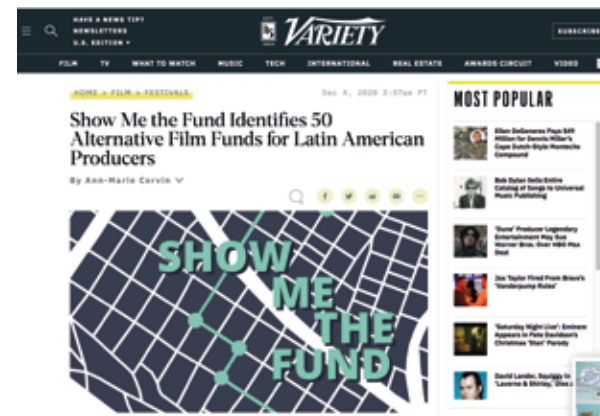 HAVE A NEWS TIP?
NEWSLETTERS
U.S. EDITION
VARIETY
SUBSCRIBE
FILM TV WHAT TO WATCH MUSIC TECH INTERNATIONAL REAL ESTATE AWARDS CIRCUIT VIDEO
HOME > FILM > FESTIVALS
Dec 4, 2020 3:57am PT
Show Me the Fund Identifies 50
Alternative Film Funds for Latin American
Producers
By Ann-Marie Corvin
SHOW
ME
THE
FUND
MOST POPULAR
Ellen DeGeneres Pays $49
Million for Dennis Miller's
Cape Dutch-Style Montecito
Compound
Bob Dylan Sells Entire
Catalog of Songs to Universal
Music Publishing
'Dune' Producer Legendary
Entertainment May Sue
Warner Bros. Over HBO Max
Deal
Jax Taylor Fired From Bravo's
'Vanderpump Rules'
'Saturday Night Live': Eminem
Appears in Pete Davidson's
Christmas 'Stan' Parody
David Lander, Squiggy in
'Laverne & Shirley,' Dies